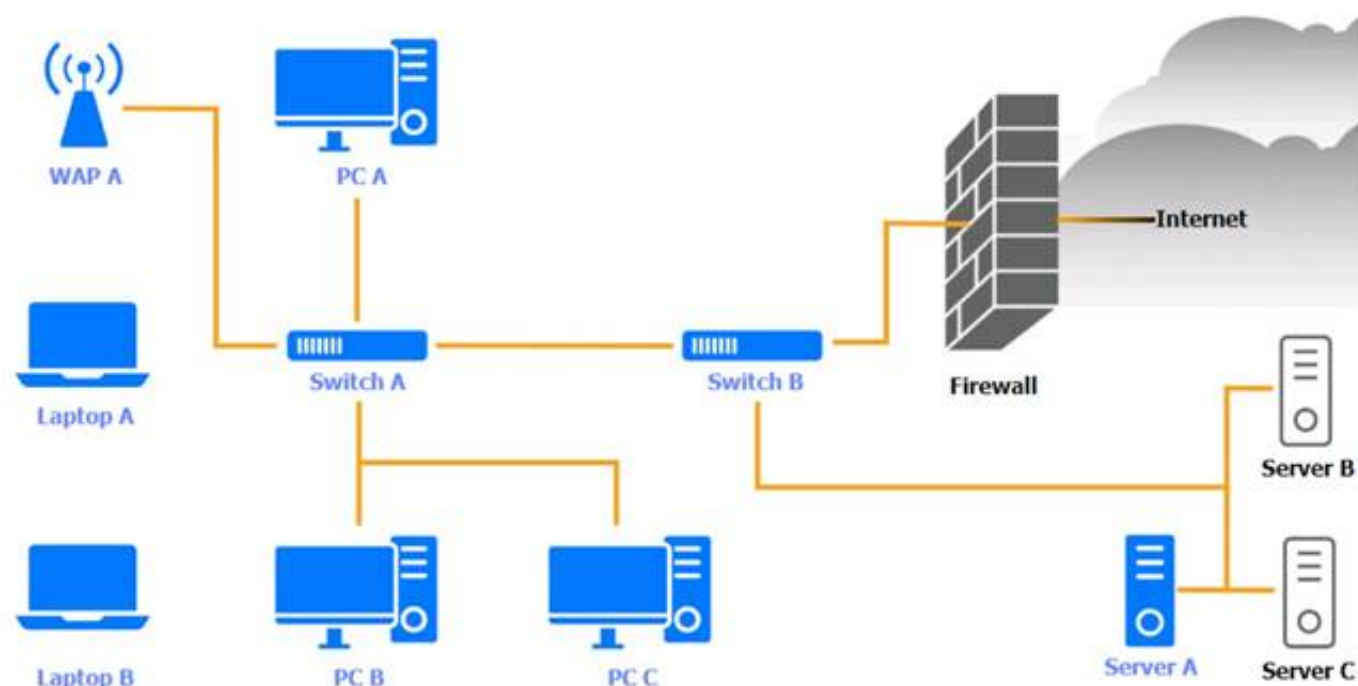 WAP A
PC A
Internet
Laptop A
Switch A
Switch B
Firewall
Server B
Laptop B
PC B
PC C
Server A
Server C